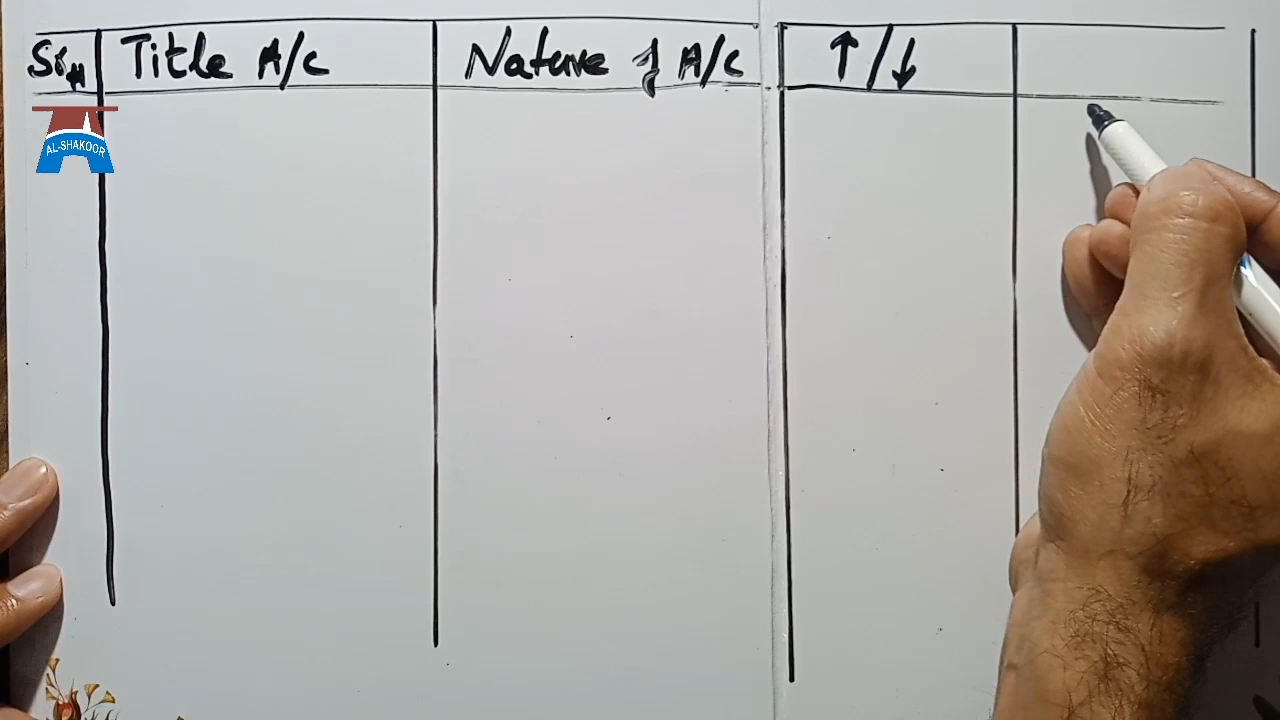 Sr# Title A/C Nature of A/C ↑/↓
AL-SHAKOOR